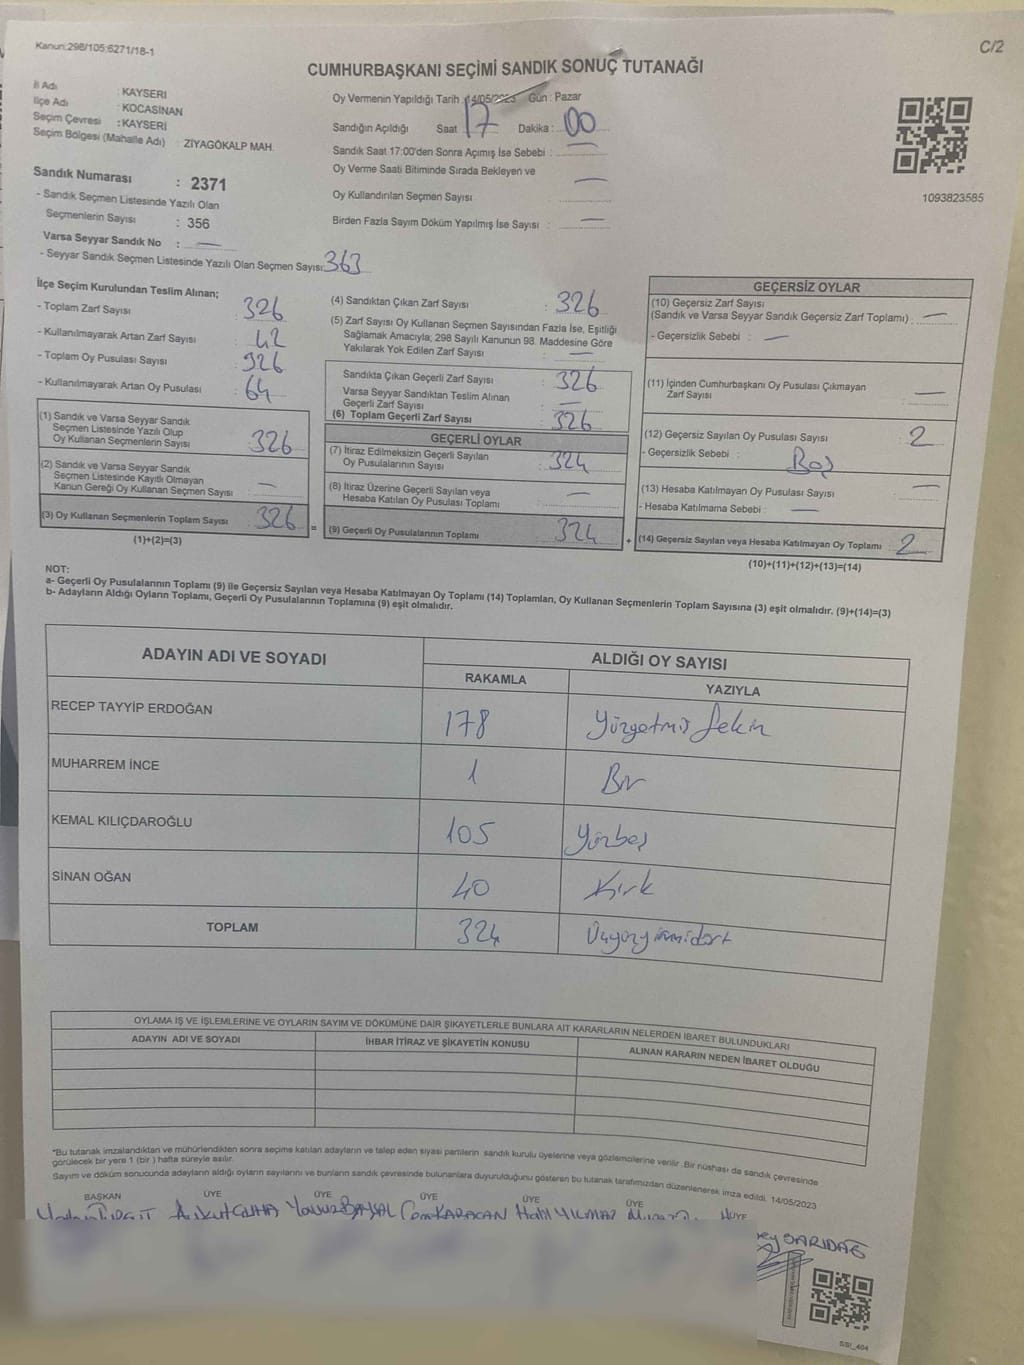 Kanun:298/105;6271/18-1
C/2
CUMHURBAŞKANI SEÇİMİ SANDIK SONUÇ TUTANAĞI
İl Adı : KAYSERI
İlçe Adı : KOCASİNAN
Seçim Çevresi : KAYSERİ
Seçim Bölgesi (Mahalle Adı) : ZİYAGÖKALP MAH.
Sandık Numarası : 2371
- Sandık Seçmen Listesinde Yazılı Olan
Seçmenlerin Sayısı : 356
Varsa Seyyar Sandık No : —
- Seyyar Sandık Seçmen Listesinde Yazılı Olan Seçmen Sayısı: 363
Oy Vermenin Yapıldığı Tarih :14/05/2023 Gün : Pazar
Sandığın Açıldığı Saat 17 Dakika : 00
Sandık Saat 17:00'den Sonra Açımış İse Sebebi : —
Oy Verme Saati Bitiminde Sırada Bekleyen ve
Oy Kullandırılan Seçmen Sayısı —
Birden Fazla Sayım Döküm Yapılmış İse Sayısı : —
1093823585
İlçe Seçim Kurulundan Teslim Alınan;
- Toplam Zarf Sayısı : 326
- Kullanılmayarak Artan Zarf Sayısı : 42
- Toplam Oy Pusulası Sayısı : 926
- Kullanılmayarak Artan Oy Pusulası : 64
(1) Sandık ve Varsa Seyyar Sandık
Seçmen Listesinde Yazılı Olup
Oy Kullanan Seçmenlerin Sayısı : 326
(2) Sandık ve Varsa Seyyar Sandık
Seçmen Listesinde Kayıtlı Olmayan
Kanun Gereği Oy Kullanan Seçmen Sayısı : —
(3) Oy Kullanan Seçmenlerin Toplam Sayısı : 326
(1)+(2)=(3)
(4) Sandıktan Çıkan Zarf Sayısı : 326
(5) Zarf Sayısı Oy Kullanan Seçmen Sayısından Fazla İse, Eşitliği
Sağlamak Amacıyla; 298 Sayılı Kanunun 98. Maddesine Göre
Yakılarak Yok Edilen Zarf Sayısı : —
Sandıkta Çıkan Geçerli Zarf Sayısı : 326
Varsa Seyyar Sandıktan Teslim Alınan
Geçerli Zarf Sayısı : —
(6) Toplam Geçerli Zarf Sayısı : 326
GEÇERLİ OYLAR
(7) İtiraz Edilmeksizin Geçerli Sayılan
Oy Pusulalarının Sayısı : 324
(8) İtiraz Üzerine Geçerli Sayılan veya
Hesaba Katılan Oy Pusulası Toplamı : —
= (9) Geçerli Oy Pusulalarının Toplamı : 324
GEÇERSİZ OYLAR
(10) Geçersiz Zarf Sayısı
(Sandık ve Varsa Seyyar Sandık Geçersiz Zarf Toplamı) : —
- Geçersizlik Sebebi : —
(11) İçinden Cumhurbaşkanı Oy Pusulası Çıkmayan
Zarf Sayısı : —
(12) Geçersiz Sayılan Oy Pusulası Sayısı : 2
- Geçersizlik Sebebi : Boş
(13) Hesaba Katılmayan Oy Pusulası Sayısı : —
- Hesaba Katılmama Sebebi : —
+ (14) Geçersiz Sayılan veya Hesaba Katılmayan Oy Toplamı : 2
(10)+(11)+(12)+(13)=(14)
NOT:
a- Geçerli Oy Pusulalarının Toplamı (9) ile Geçersiz Sayılan veya Hesaba Katılmayan Oy Toplamı (14) Toplamları, Oy Kullanan Seçmenlerin Toplam Sayısına (3) eşit olmalıdır. (9)+(14)=(3)
b- Adayların Aldığı Oyların Toplamı, Geçerli Oy Pusulalarının Toplamına (9) eşit olmalıdır.
ADAYIN ADI VE SOYADI ALDIĞI OY SAYISI
RAKAMLA YAZIYLA
RECEP TAYYİP ERDOĞAN 178 Yüzyetmiş Sekiz
MUHARREM İNCE 1 Bir
KEMAL KILIÇDAROĞLU 105 Yüzbeş
SİNAN OĞAN 40 Kırk
TOPLAM 324 Üçyüzyirmidört
OYLAMA İŞ VE İŞLEMLERİNE VE OYLARIN SAYIM VE DÖKÜMÜNE DAİR ŞİKAYETLERLE BUNLARA AİT KARARLARIN NELERDEN İBARET BULUNDUKLARI
ADAYIN ADI VE SOYADI İHBAR İTİRAZ VE ŞİKAYETİN KONUSU ALINAN KARARIN NEDEN İBARET OLDUĞU
*Bu tutanak imzalandıktan ve mühürlendikten sonra seçime katılan adayların ve talep eden siyasi partilerin sandık kurulu üyelerine veya gözlemcilerine verilir. Bir nüshası da sandık çevresinde
görülecek bir yere 1 (bir ) hafta süreyle asılır.
Sayım ve döküm sonucunda adayların aldığı oyların sayılarını ve bunların sandık çevresinde bulunanlara duyurulduğunu gösteren bu tutanak tarafımızdan düzenlenerek imza edildi. 14/05/2023
BAŞKAN ÜYE ÜYE ÜYE ÜYE ÜYE ÜYE
Yavuz BAYSAL Cem KARACAN Halil YILMAZ
SARIDAĞ
SSI_404